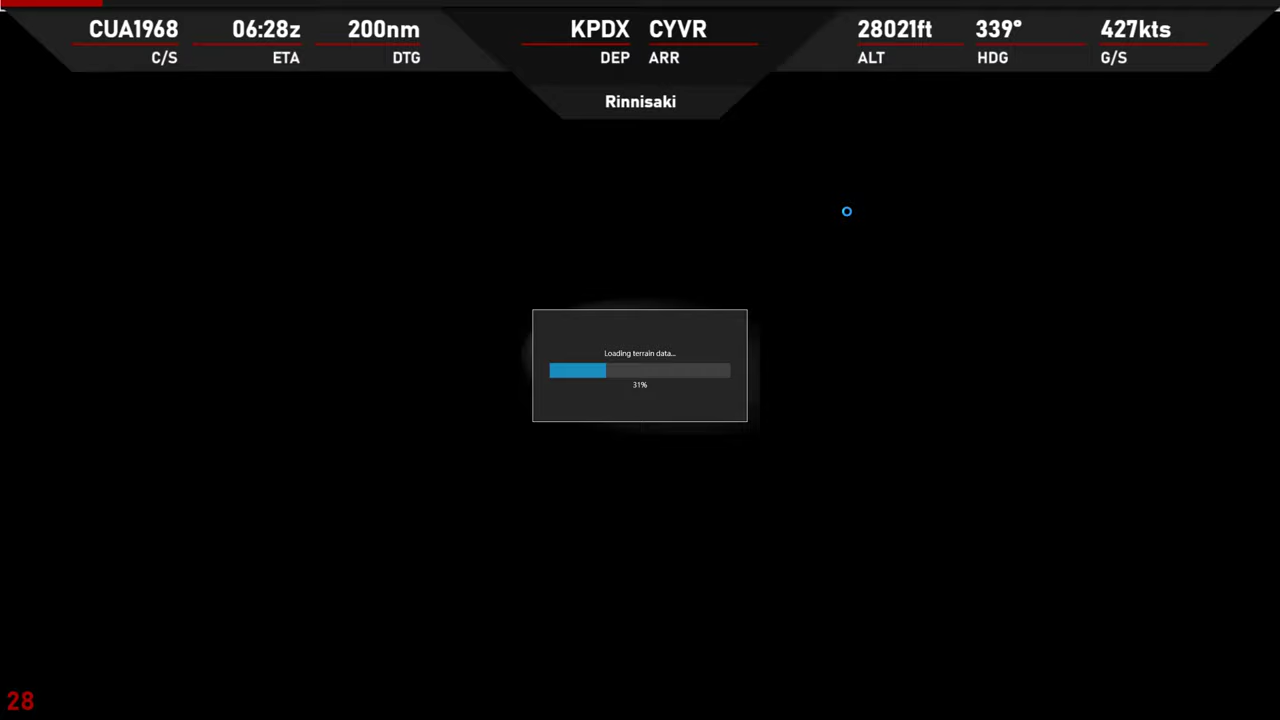 CUA1968 06:28z 200nm KPDX CYVR 28021ft 339° 427kts
C/S ETA DTG DEP ARR ALT HDG G/S
Rinnisaki
Loading terrain data...
31%
28